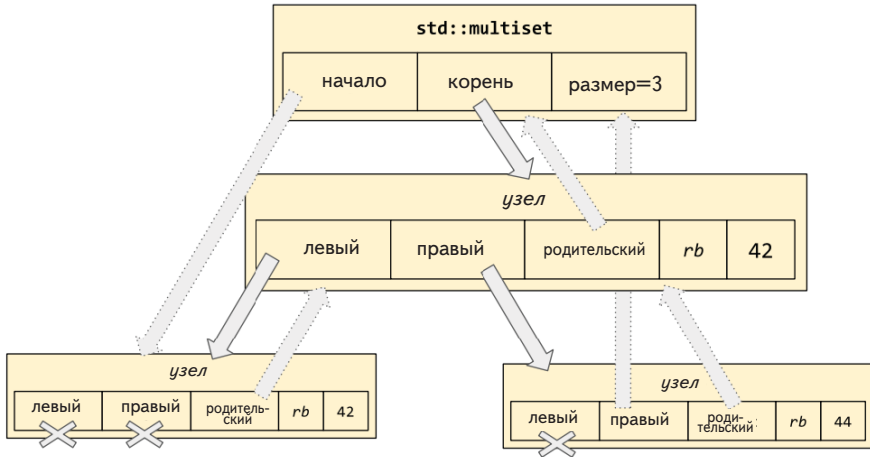 std::multiset
начало корень размер=3
узел
левый правый родительский rb 42
узел
левый правый родитель-
ский rb 42
узел
левый правый роди-
тельский rb 44